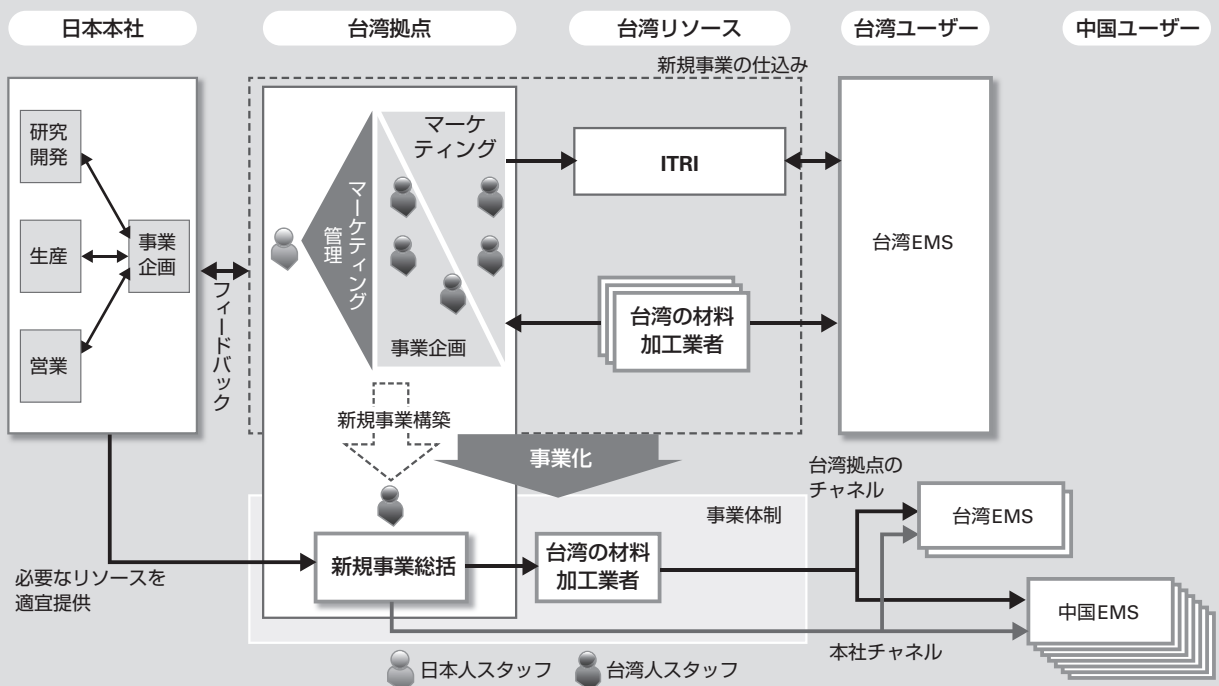 日本本社
台湾拠点
台湾リソース
台湾ユーザー
中国ユーザー
新規事業の仕込み
研究
開発
生産
営業
事業
企画
フィードバック
マーケティング
管理
マーケ
ティング
事業企画
ITRI
台湾の材料
加工業者
台湾EMS
新規事業構築
事業化
事業体制
新規事業総括
台湾の材料
加工業者
台湾拠点の
チャネル
台湾EMS
中国EMS
本社チャネル
必要なリソースを
適宜提供
日本人スタッフ
台湾人スタッフ